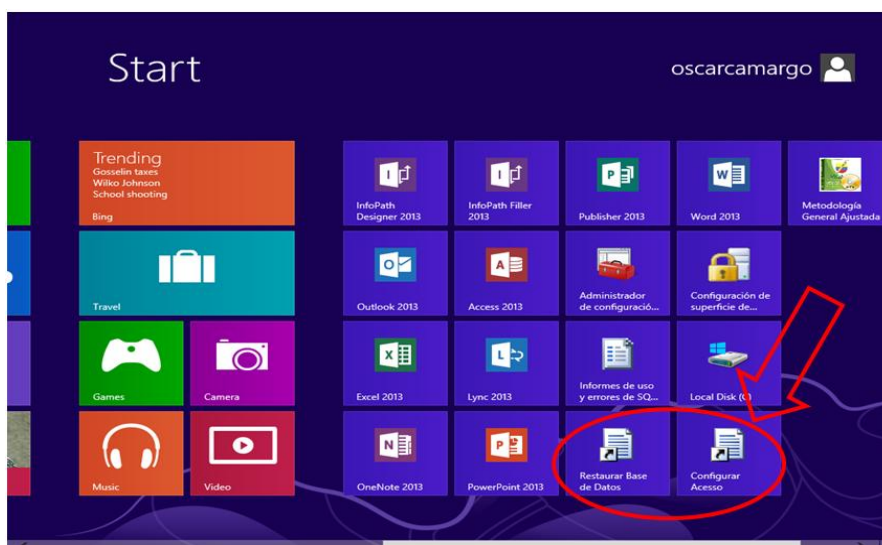 Start
oscarcamargo
Trending
Gosselin taxes
Wilko Johnson
School shooting
Bing
InfoPath
Designer 2013
InfoPath Filler
2013
Publisher 2013
Word 2013
Metodología
General Ajustada
Travel
Outlook 2013
Access 2013
Administrador
de configuració...
Configuración de
superficie de...
Games
Camera
Excel 2013
Lync 2013
Informes de uso
y errores de SQ...
Local Disk (C)
Music
Video
OneNote 2013
PowerPoint 2013
Restaurar Base
de Datos
Configurar
Acesso